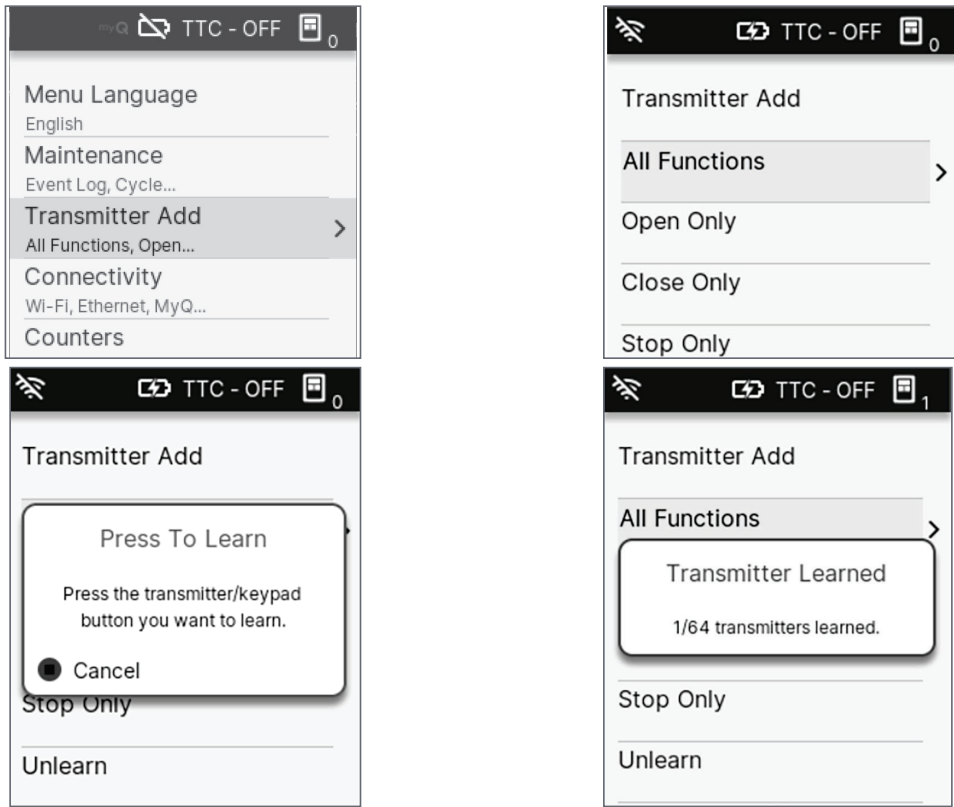 myQ TTC - OFF 0
Menu Language
English
Maintenance
Event Log, Cycle...
Transmitter Add
All Functions, Open...
Connectivity
Wi-Fi, Ethernet, MyQ...
Counters
TTC - OFF 0
Transmitter Add
All Functions
Open Only
Close Only
Stop Only
TTC - OFF 0
Transmitter Add
Press To Learn
Press the transmitter/keypad
button you want to learn.
Cancel
Stop Only
Unlearn
TTC - OFF 1
Transmitter Add
All Functions
Transmitter Learned
1/64 transmitters learned.
Stop Only
Unlearn